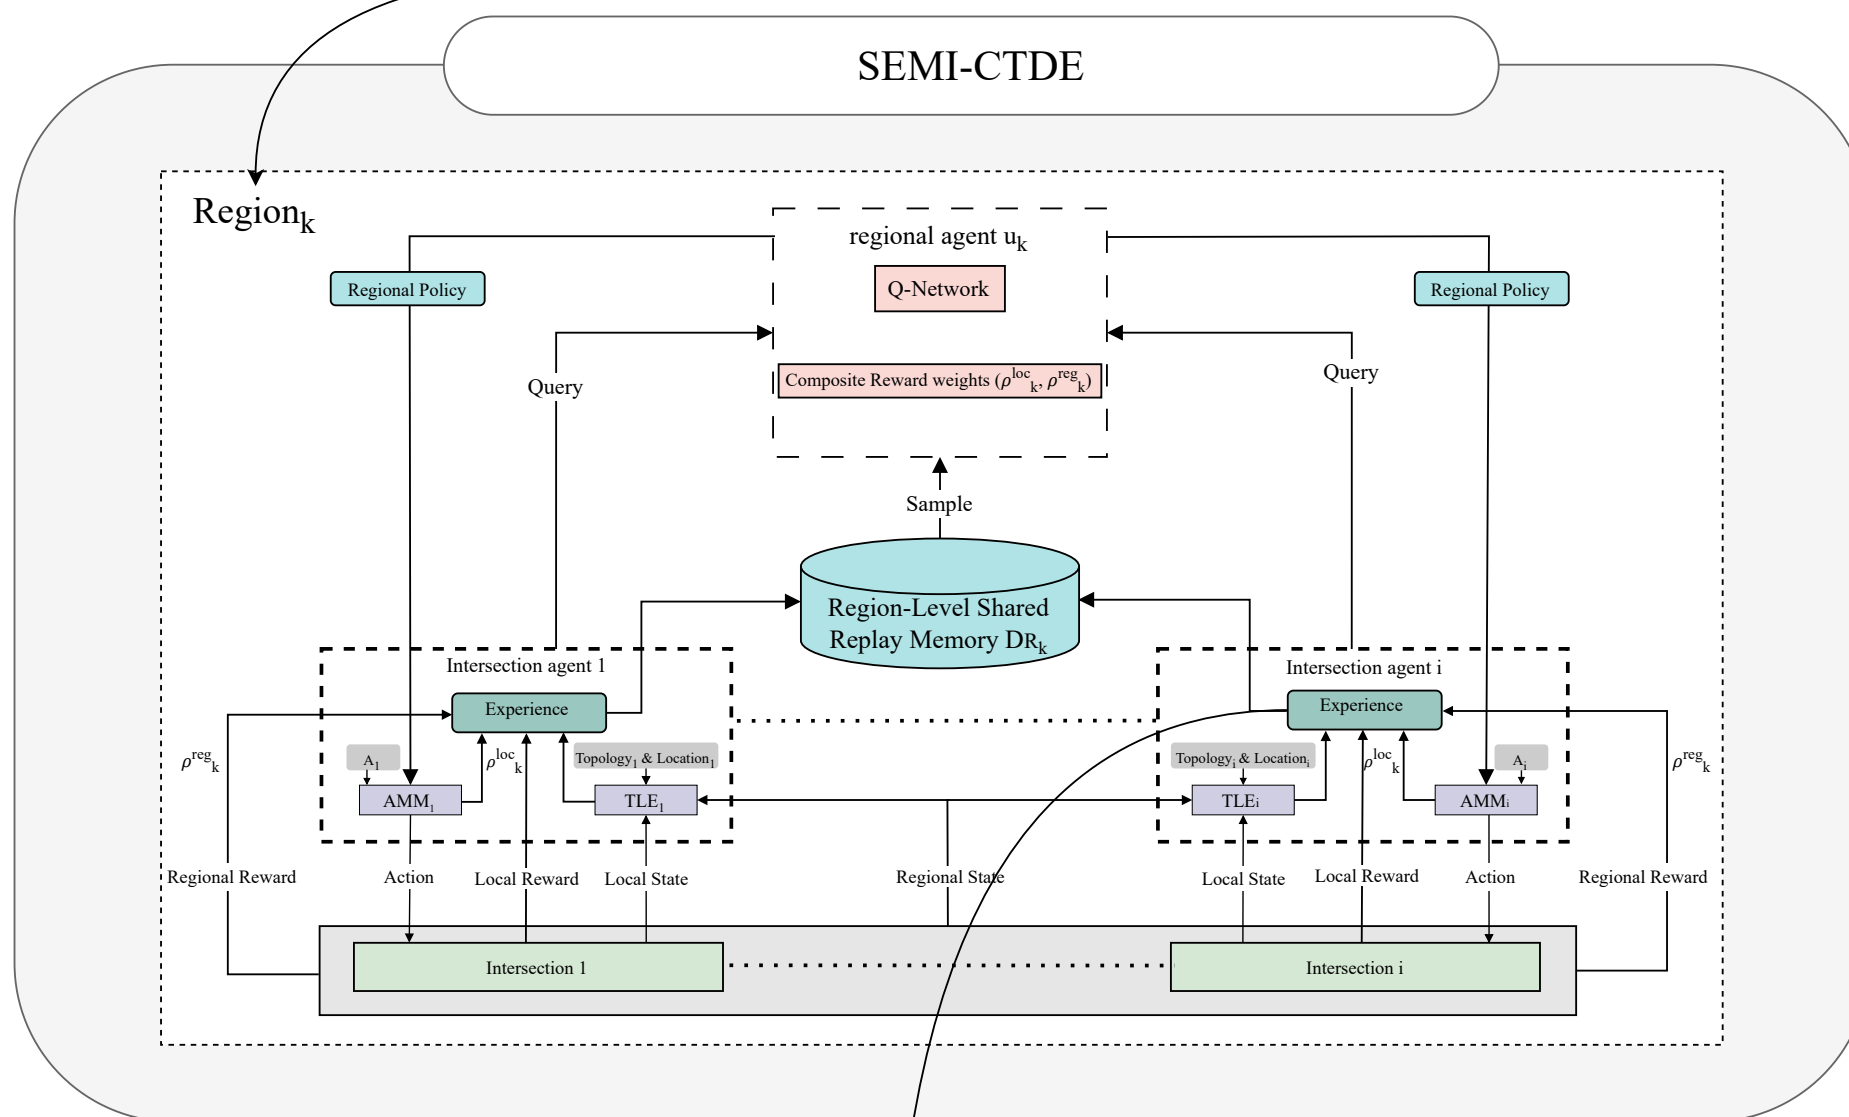 SEMI-CTDE
Region_k
regional agent u_k
Regional Policy
Q-Network
Regional Policy
Query
Composite Reward weights (ρ^loc_k, ρ^reg_k)
Query
Sample
Region-Level Shared
Replay Memory DR_k
Intersection agent 1
Intersection agent i
Experience
Experience
ρ^reg_k
A_1
ρ^loc_k
Topology_1 & Location_1
Topology_i & Location_i
ρ^loc_k
A_i
ρ^reg_k
AMM_1
TLE_1
TLE_i
AMM_i
Regional Reward
Action
Local Reward
Local State
Regional State
Local State
Local Reward
Action
Regional Reward
Intersection 1
Intersection i